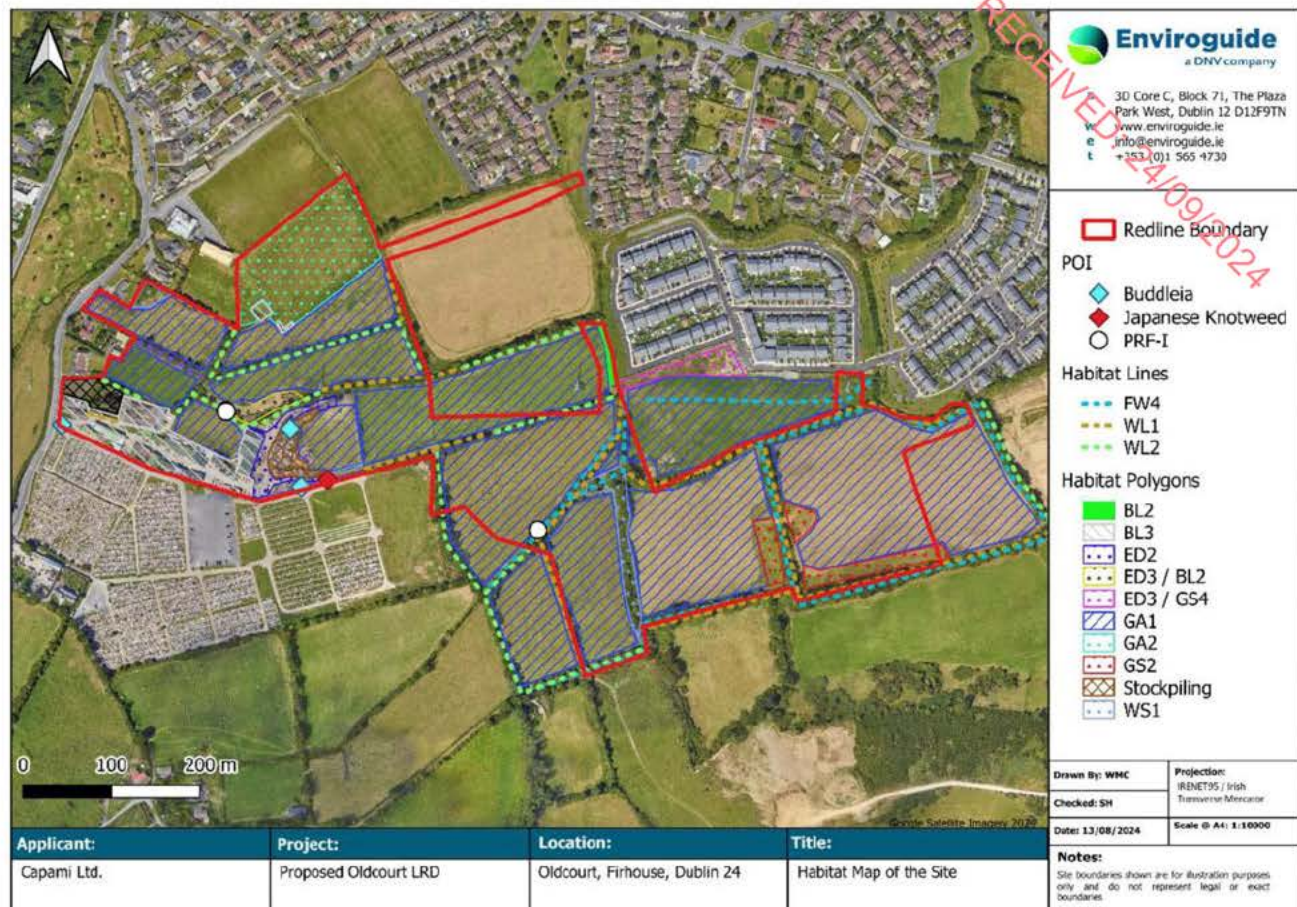 RECEIVED: 24/09/2024
Enviroguide
a DNV company
3D Core C, Block 71, The Plaza
Park West, Dublin 12 D12F9TN
w www.enviroguide.ie
e info@enviroguide.ie
t +353 (0)1 565 4730
Redline Boundary
POI
Buddleia
Japanese Knotweed
PRF-I
Habitat Lines
FW4
WL1
WL2
Habitat Polygons
BL2
BL3
ED2
ED3 / BL2
ED3 / GS4
GA1
GA2
GS2
Stockpiling
WS1
0 100 200 m
Google Satellite Imagery
Drawn By: WMC
Checked: SH
Date: 13/08/2024
Projection:
IRENET95 / Irish
Transverse Mercator
Scale @ A4: 1:10000
Notes:
Site boundaries shown are for illustration purposes
only and do not represent legal or exact
boundaries
Applicant:
Capami Ltd.
Project:
Proposed Oldcourt LRD
Location:
Oldcourt, Firhouse, Dublin 24
Title:
Habitat Map of the Site